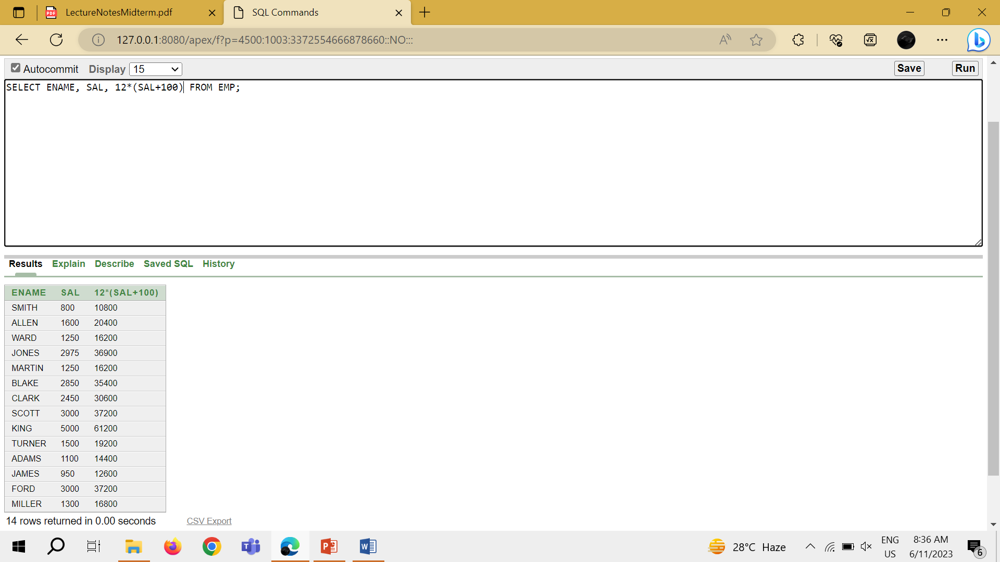 LectureNotesMidterm.pdf
SQL Commands
127.0.0.1:8080/apex/f?p=4500:1003:3372554666878660::NO:::
Autocommit Display 15 Save Run
SELECT ENAME, SAL, 12*(SAL+100) FROM EMP;
Results Explain Describe Saved SQL History
ENAME SAL 12*(SAL+100)
SMITH 800 10800
ALLEN 1600 20400
WARD 1250 16200
JONES 2975 36900
MARTIN 1250 16200
BLAKE 2850 35400
CLARK 2450 30600
SCOTT 3000 37200
KING 5000 61200
TURNER 1500 19200
ADAMS 1100 14400
JAMES 950 12600
FORD 3000 37200
MILLER 1300 16800
14 rows returned in 0.00 seconds CSV Export
28°C Haze
ENG
US
8:36 AM
6/11/2023
6